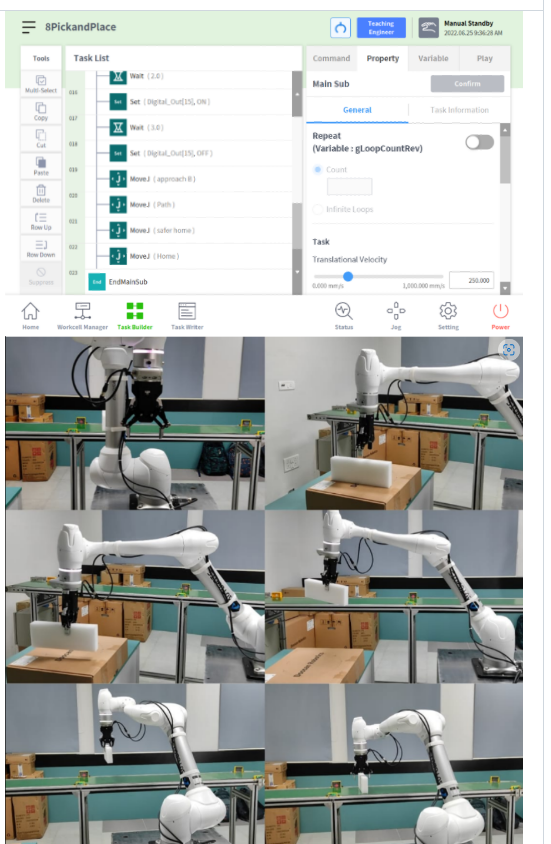 8PickandPlace
Teaching
Engineer
Manual Standby
2022.06.25 9:36:28 AM
Tools
Task List
Multi-Select
Copy
Cut
Paste
Delete
Row Up
Row Down
Suppress
Wait ( 2.0 )
016
Set Set ( Digital_Out[15], ON )
017
Wait ( 3.0 )
018
Set Set ( Digital_Out[15], OFF )
019
MoveJ ( approach B )
020
MoveJ ( Path )
021
MoveJ ( safer home )
022
MoveJ ( Home )
023
End EndMainSub
Command Property Variable Play
Main Sub Confirm
General Task Information
Repeat
(Variable : gLoopCountRev)
Count
Infinite Loops
Task
Translational Velocity
0.000 mm/s 1,000.000 mm/s 250.000
Home Workcell Manager Task Builder Task Writer Status Jog Setting Power